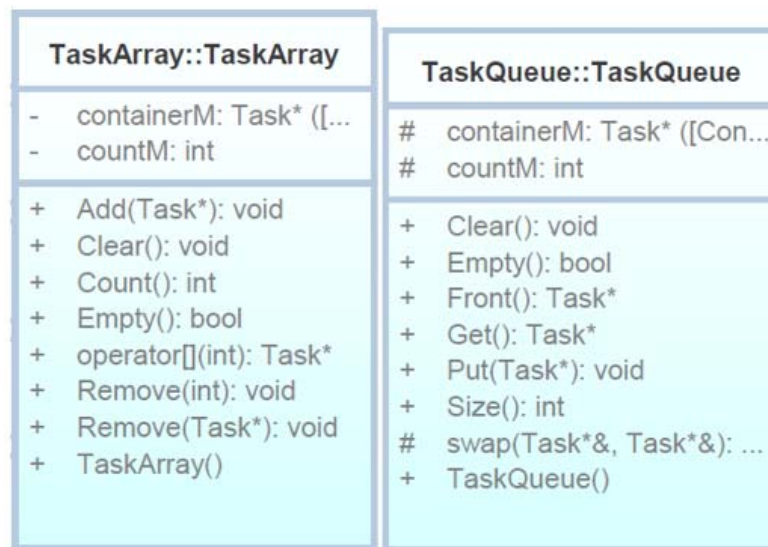 TaskArray::TaskArray
- containerM: Task* ([...
- countM: int
+ Add(Task*): void
+ Clear(): void
+ Count(): int
+ Empty(): bool
+ operator[](int): Task*
+ Remove(int): void
+ Remove(Task*): void
+ TaskArray()
TaskQueue::TaskQueue
# containerM: Task* ([Con...
# countM: int
+ Clear(): void
+ Empty(): bool
+ Front(): Task*
+ Get(): Task*
+ Put(Task*): void
+ Size(): int
# swap(Task*&, Task*&): ...
+ TaskQueue()